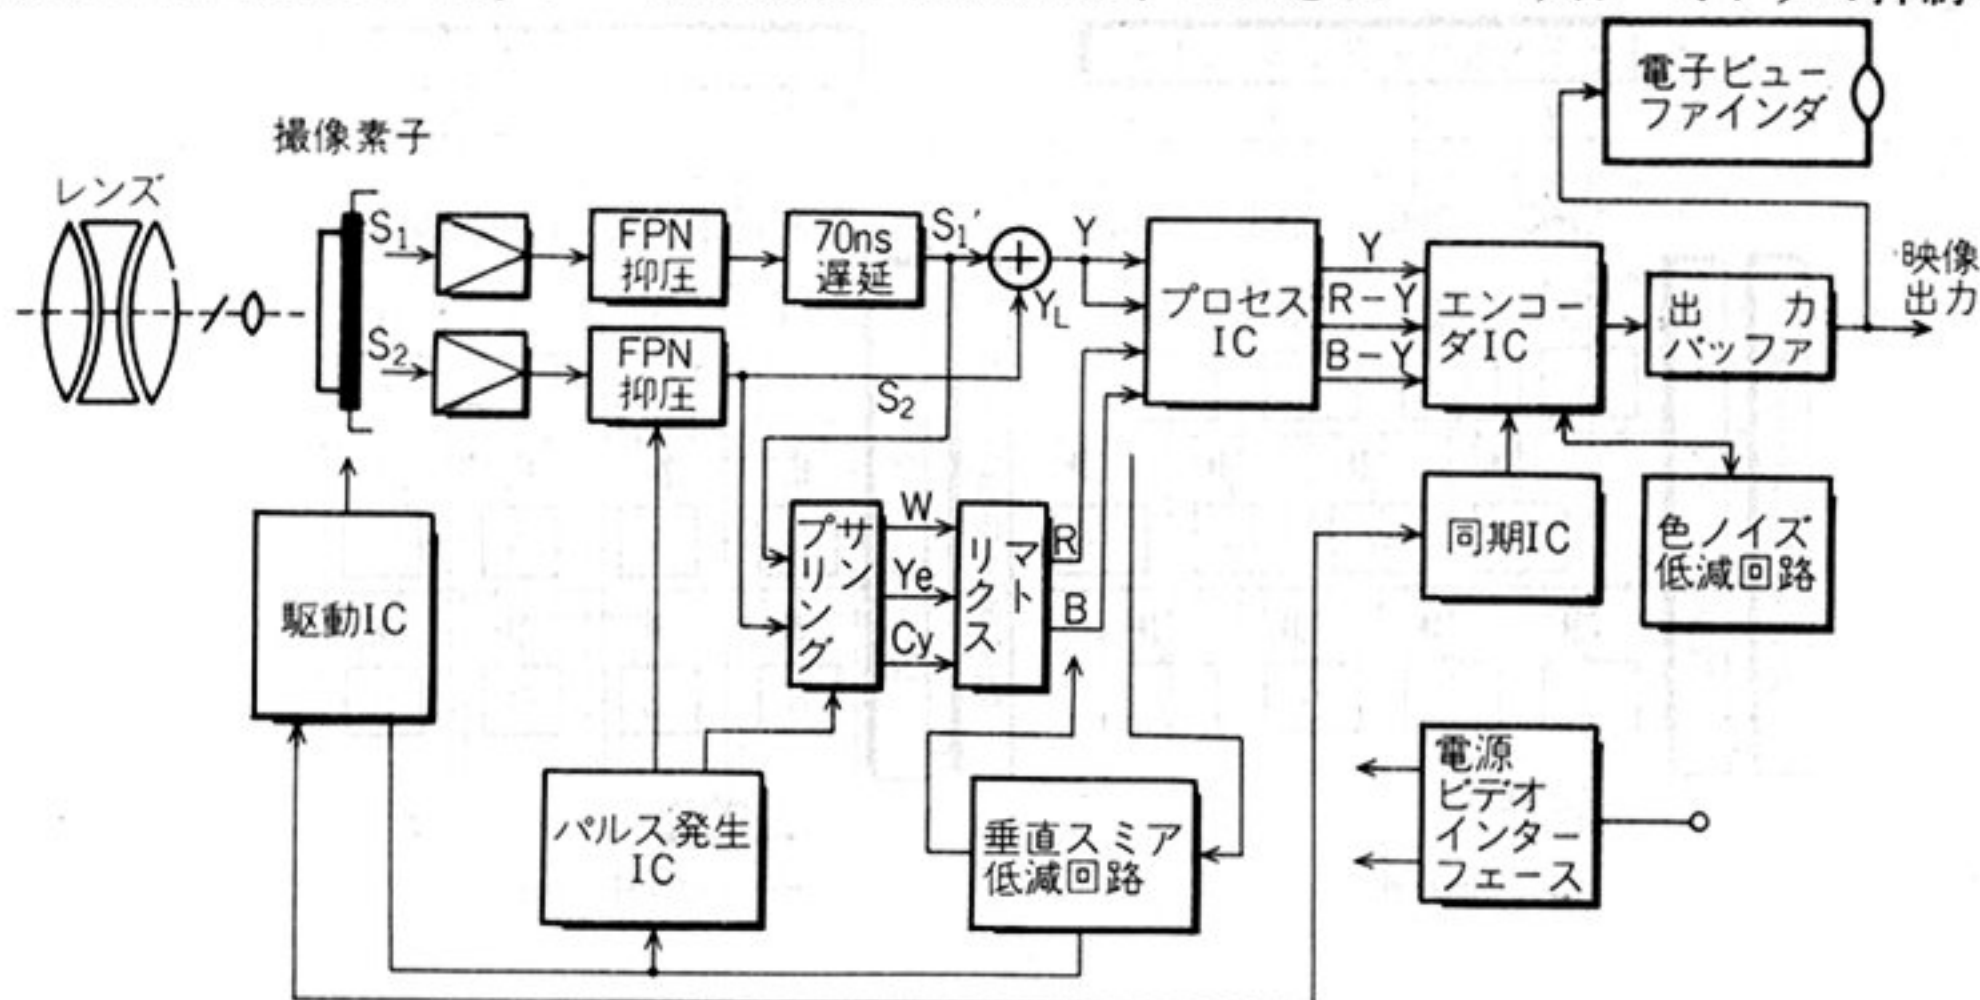 電子ビュー
ファインダ
撮像素子
レンズ
S₁
FPN
抑圧
70ns
遅延
S₁′
Y
Y_L
プロセス
IC
Y
R−Y
B−Y
エンコー
ダIC
出力
バッファ
映像
出力
S₂
FPN
抑圧
S₂
駆動IC
サン
プリング
W
Ye
Cy
マト
リクス
R
B
同期IC
色ノイズ
低減回路
パルス発生
IC
垂直スミア
低減回路
電源
ビデオ
インター
フェース